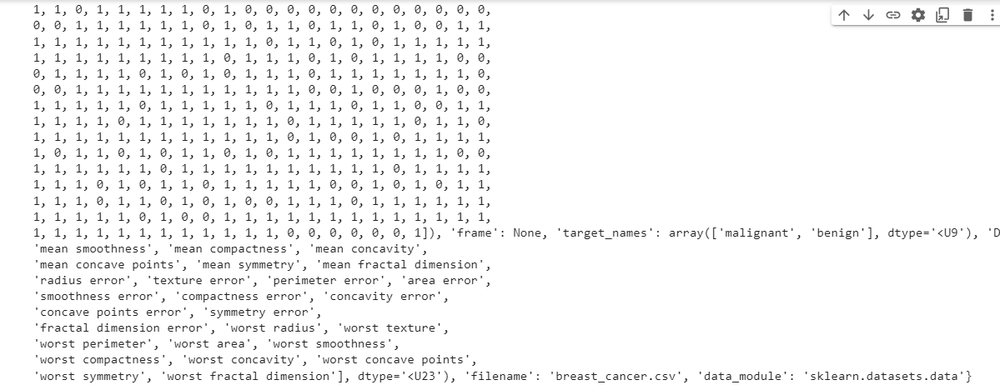 1, 1, 0, 1, 1, 1, 1, 1, 0, 1, 0, 0, 0, 0, 0, 0, 0, 0, 0, 0, 0, 0,
0, 0, 1, 1, 1, 1, 1, 1, 0, 1, 0, 1, 1, 0, 1, 1, 0, 1, 0, 0, 1, 1,
1, 1, 1, 1, 1, 1, 1, 1, 1, 1, 1, 0, 1, 1, 0, 1, 0, 1, 1, 1, 1, 1,
1, 1, 1, 1, 1, 1, 1, 1, 1, 0, 1, 1, 1, 0, 1, 0, 1, 1, 1, 1, 0, 0,
0, 1, 1, 1, 1, 0, 1, 0, 1, 0, 1, 1, 1, 0, 1, 1, 1, 1, 1, 1, 1, 0,
0, 0, 1, 1, 1, 1, 1, 1, 1, 1, 1, 1, 1, 0, 0, 1, 0, 0, 0, 1, 0, 0,
1, 1, 1, 1, 1, 0, 1, 1, 1, 1, 1, 0, 1, 1, 1, 0, 1, 1, 0, 0, 1, 1,
1, 1, 1, 1, 0, 1, 1, 1, 1, 1, 1, 1, 0, 1, 1, 1, 1, 1, 0, 1, 1, 0,
1, 1, 1, 1, 1, 1, 1, 1, 1, 1, 1, 1, 0, 1, 0, 0, 1, 0, 1, 1, 1, 1,
1, 0, 1, 1, 0, 1, 0, 1, 1, 0, 1, 0, 1, 1, 1, 1, 1, 1, 1, 1, 0, 0,
1, 1, 1, 1, 1, 1, 0, 1, 1, 1, 1, 1, 1, 1, 1, 1, 1, 0, 1, 1, 1, 1,
1, 1, 1, 0, 1, 0, 1, 1, 0, 1, 1, 1, 1, 1, 0, 0, 1, 0, 1, 0, 1, 1,
1, 1, 1, 0, 1, 1, 0, 1, 0, 1, 0, 0, 1, 1, 1, 0, 1, 1, 1, 1, 1, 1,
1, 1, 1, 1, 1, 0, 1, 0, 0, 1, 1, 1, 1, 1, 1, 1, 1, 1, 1, 1, 1, 1,
1, 1, 1, 1, 1, 1, 1, 1, 1, 1, 1, 1, 0, 0, 0, 0, 0, 0, 1]), 'frame': None, 'target_names': array(['malignant', 'benign'], dtype='<U9'), 'D
'mean smoothness', 'mean compactness', 'mean concavity',
'mean concave points', 'mean symmetry', 'mean fractal dimension',
'radius error', 'texture error', 'perimeter error', 'area error',
'smoothness error', 'compactness error', 'concavity error',
'concave points error', 'symmetry error',
'fractal dimension error', 'worst radius', 'worst texture',
'worst perimeter', 'worst area', 'worst smoothness',
'worst compactness', 'worst concavity', 'worst concave points',
'worst symmetry', 'worst fractal dimension'], dtype='<U23'), 'filename': 'breast_cancer.csv', 'data_module': 'sklearn.datasets.data'}